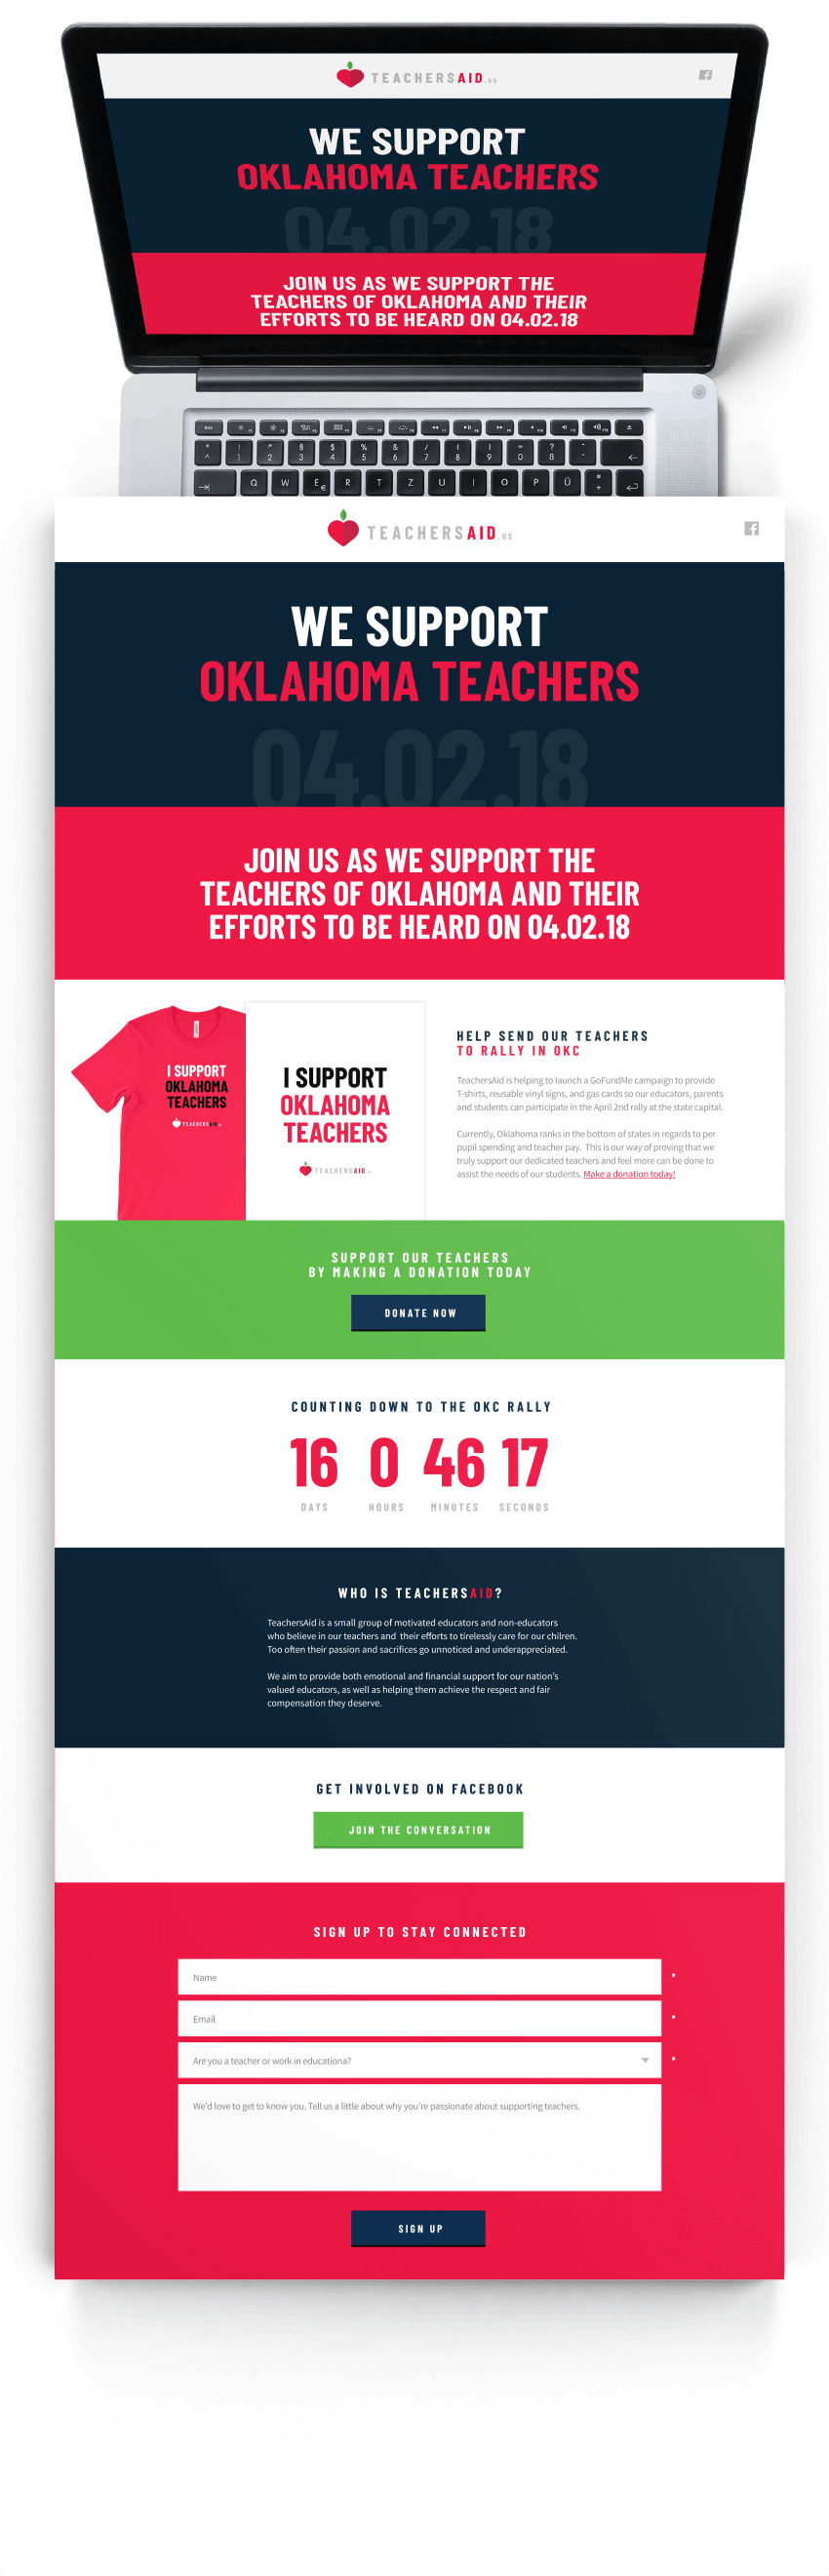 TEACHERSAID.US
WE SUPPORT
OKLAHOMA TEACHERS
04.02.18
JOIN US AS WE SUPPORT THE
TEACHERS OF OKLAHOMA AND THEIR
EFFORTS TO BE HEARD ON 04.02.18
Q W E R T Z U I O P Ü
TEACHERSAID.US
WE SUPPORT
OKLAHOMA TEACHERS
04.02.18
JOIN US AS WE SUPPORT THE
TEACHERS OF OKLAHOMA AND THEIR
EFFORTS TO BE HEARD ON 04.02.18
I SUPPORT
OKLAHOMA
TEACHERS
TEACHERSAID
I SUPPORT
OKLAHOMA
TEACHERS
TEACHERSAID
HELP SEND OUR TEACHERS
TO RALLY IN OKC
TeachersAid is helping to launch a GoFundMe campaign to provide
T-shirts, reusable vinyl signs, and gas cards so our educators, parents
and students can participate in the April 2nd rally at the state capital.
Currently, Oklahoma ranks in the bottom of states in regards to per
pupil spending and teacher pay. This is our way of proving that we
truly support our dedicated teachers and feel more can be done to
assist the needs of our students. Make a donation today!
SUPPORT OUR TEACHERS
BY MAKING A DONATION TODAY
DONATE NOW
COUNTING DOWN TO THE OKC RALLY
16 0 46 17
DAYS HOURS MINUTES SECONDS
WHO IS TEACHERSAID?
TeachersAid is a small group of motivated educators and non-educators
who believe in our teachers and their efforts to tirelessly care for our chilren.
Too often their passion and sacrifices go unnoticed and underappreciated.
We aim to provide both emotional and financial support for our nation's
valued educators, as well as helping them achieve the respect and fair
compensation they deserve.
GET INVOLVED ON FACEBOOK
JOIN THE CONVERSATION
SIGN UP TO STAY CONNECTED
Name *
Email *
Are you a teacher or work in educationa? *
We'd love to get to know you. Tell us a little about why you're passionate about supporting teachers.
SIGN UP